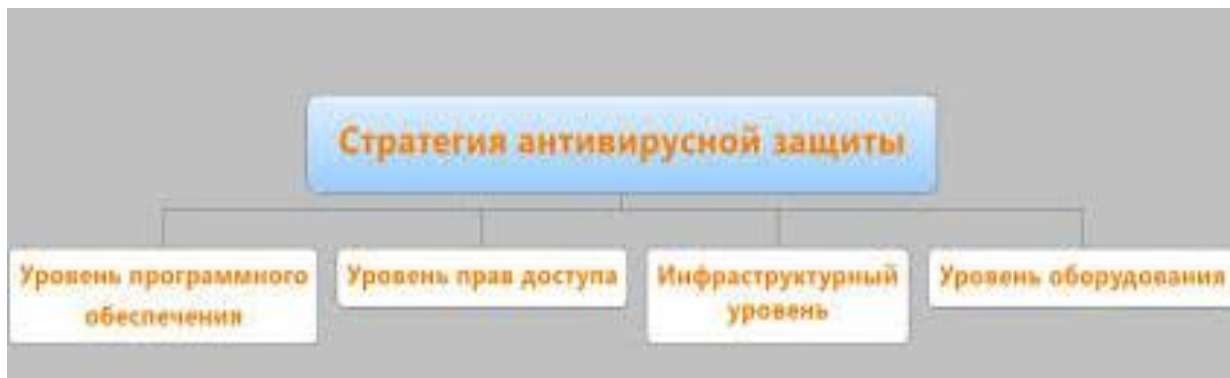 Стратегия антивирусной защиты
Уровень программного
обеспечения
Уровень прав доступа
Инфраструктурный
уровень
Уровень оборудования